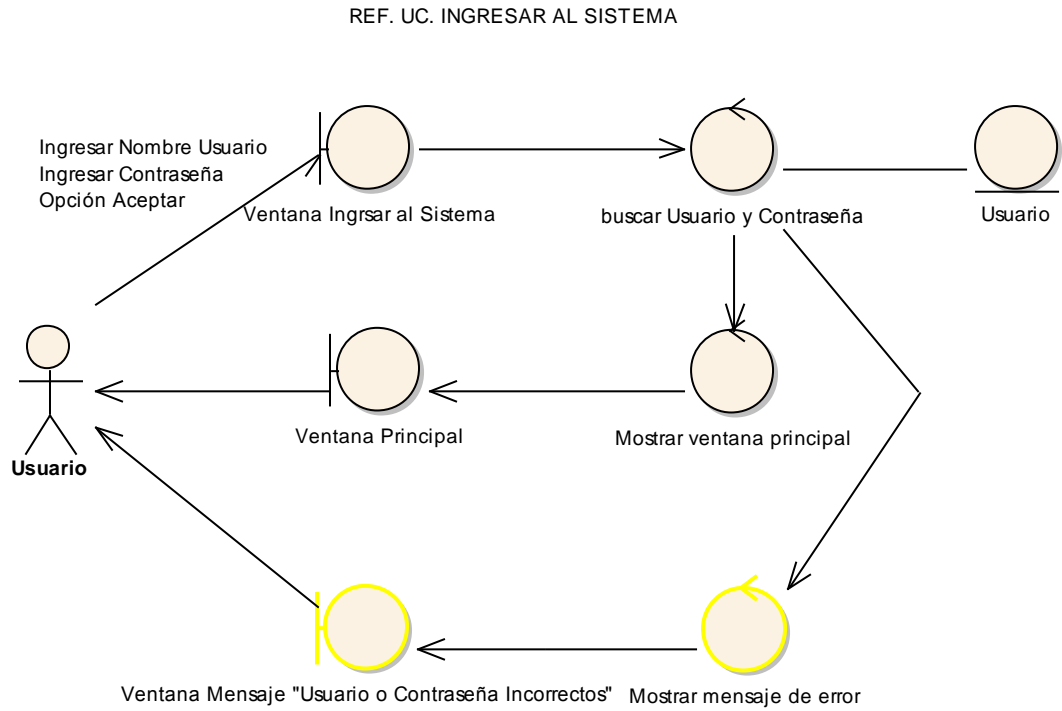 REF. UC. INGRESAR AL SISTEMA
Ingresar Nombre Usuario
Ingresar Contraseña
Opción Aceptar
Ventana Ingrsar al Sistema
buscar Usuario y Contraseña
Usuario
Ventana Principal
Mostrar ventana principal
Usuario
Ventana Mensaje "Usuario o Contraseña Incorrectos"
Mostrar mensaje de error